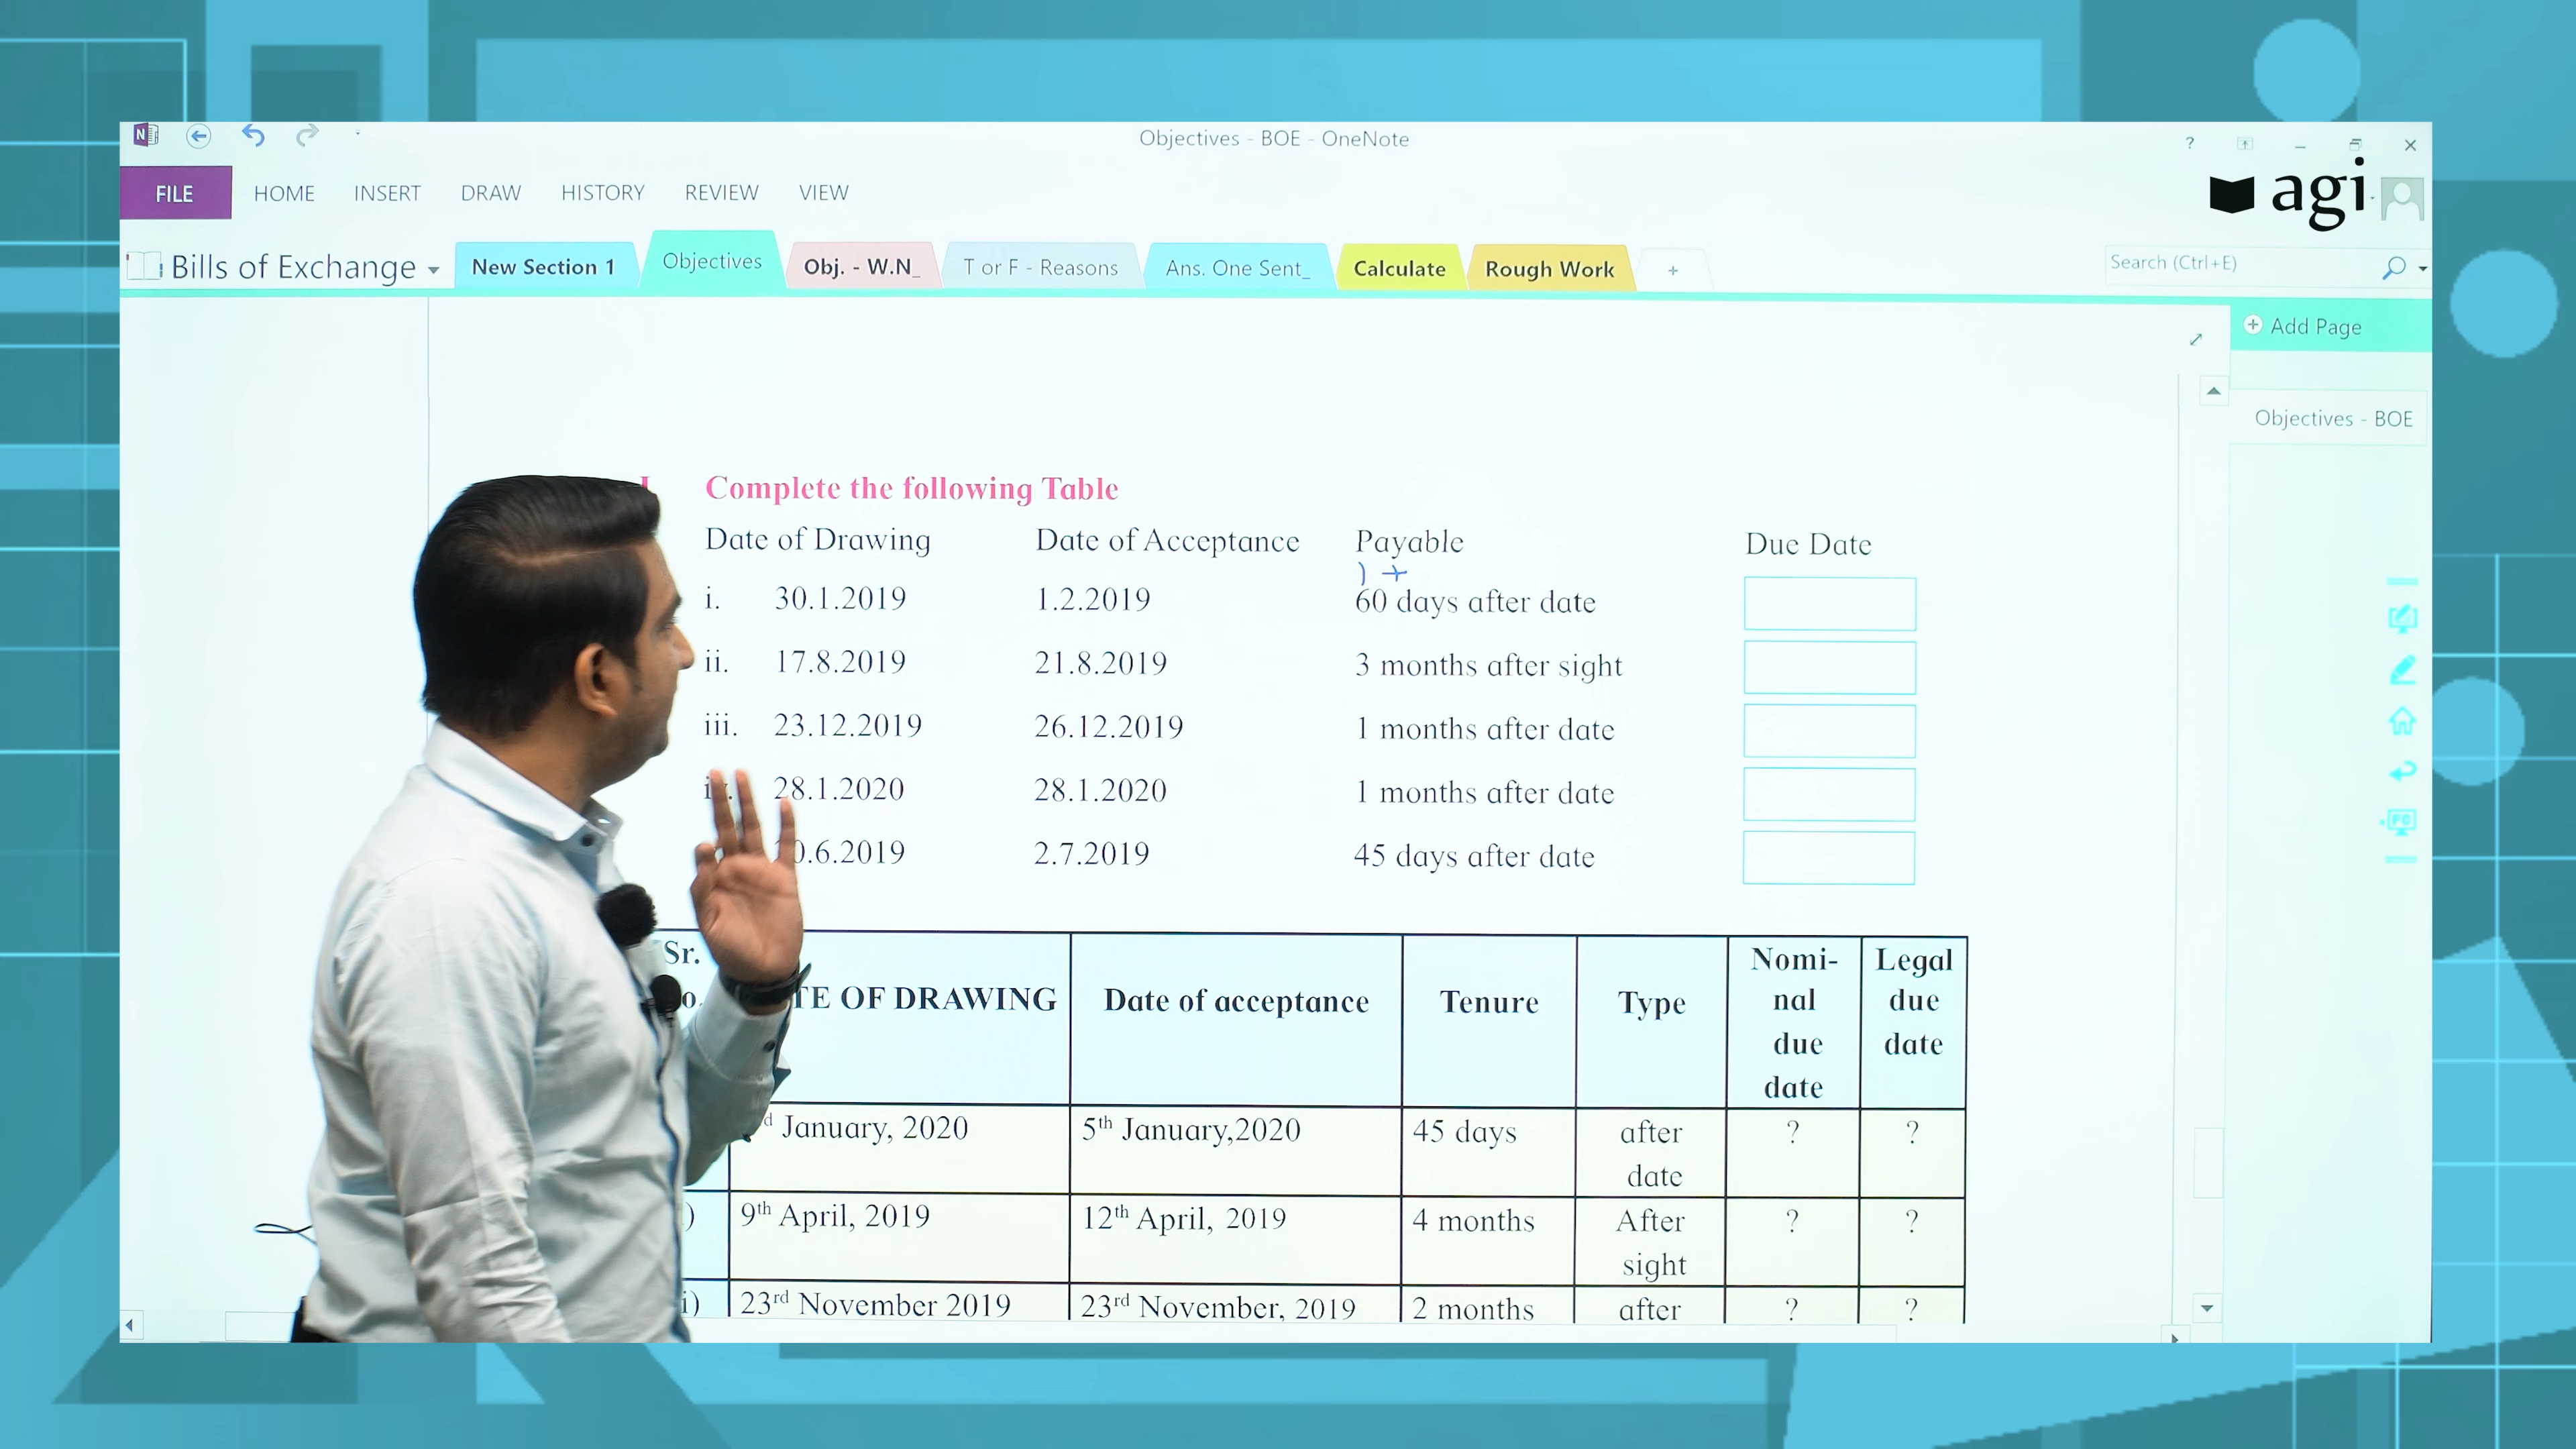 Objectives - BOE - OneNote
?
agi
FILE HOME INSERT DRAW HISTORY REVIEW VIEW
Bills of Exchange New Section 1 Objectives Obj. - W.N_ T or F - Reasons Ans. One Sent_ Calculate Rough Work +
Search (Ctrl+E)
Add Page
Objectives - BOE
Complete the following Table
Date of Drawing Date of Acceptance Payable Due Date
) +
i. 30.1.2019 1.2.2019 60 days after date
ii. 17.8.2019 21.8.2019 3 months after sight
iii. 23.12.2019 26.12.2019 1 months after date
28.1.2020 28.1.2020 1 months after date
0.6.2019 2.7.2019 45 days after date
Sr. TE OF DRAWING Date of acceptance Tenure Type Nomi-
nal
due
date Legal
due
date
d January, 2020 5th January,2020 45 days after
date ? ?
) 9th April, 2019 12th April, 2019 4 months After
sight ? ?
i) 23rd November 2019 23rd November, 2019 2 months after ? ?
FG